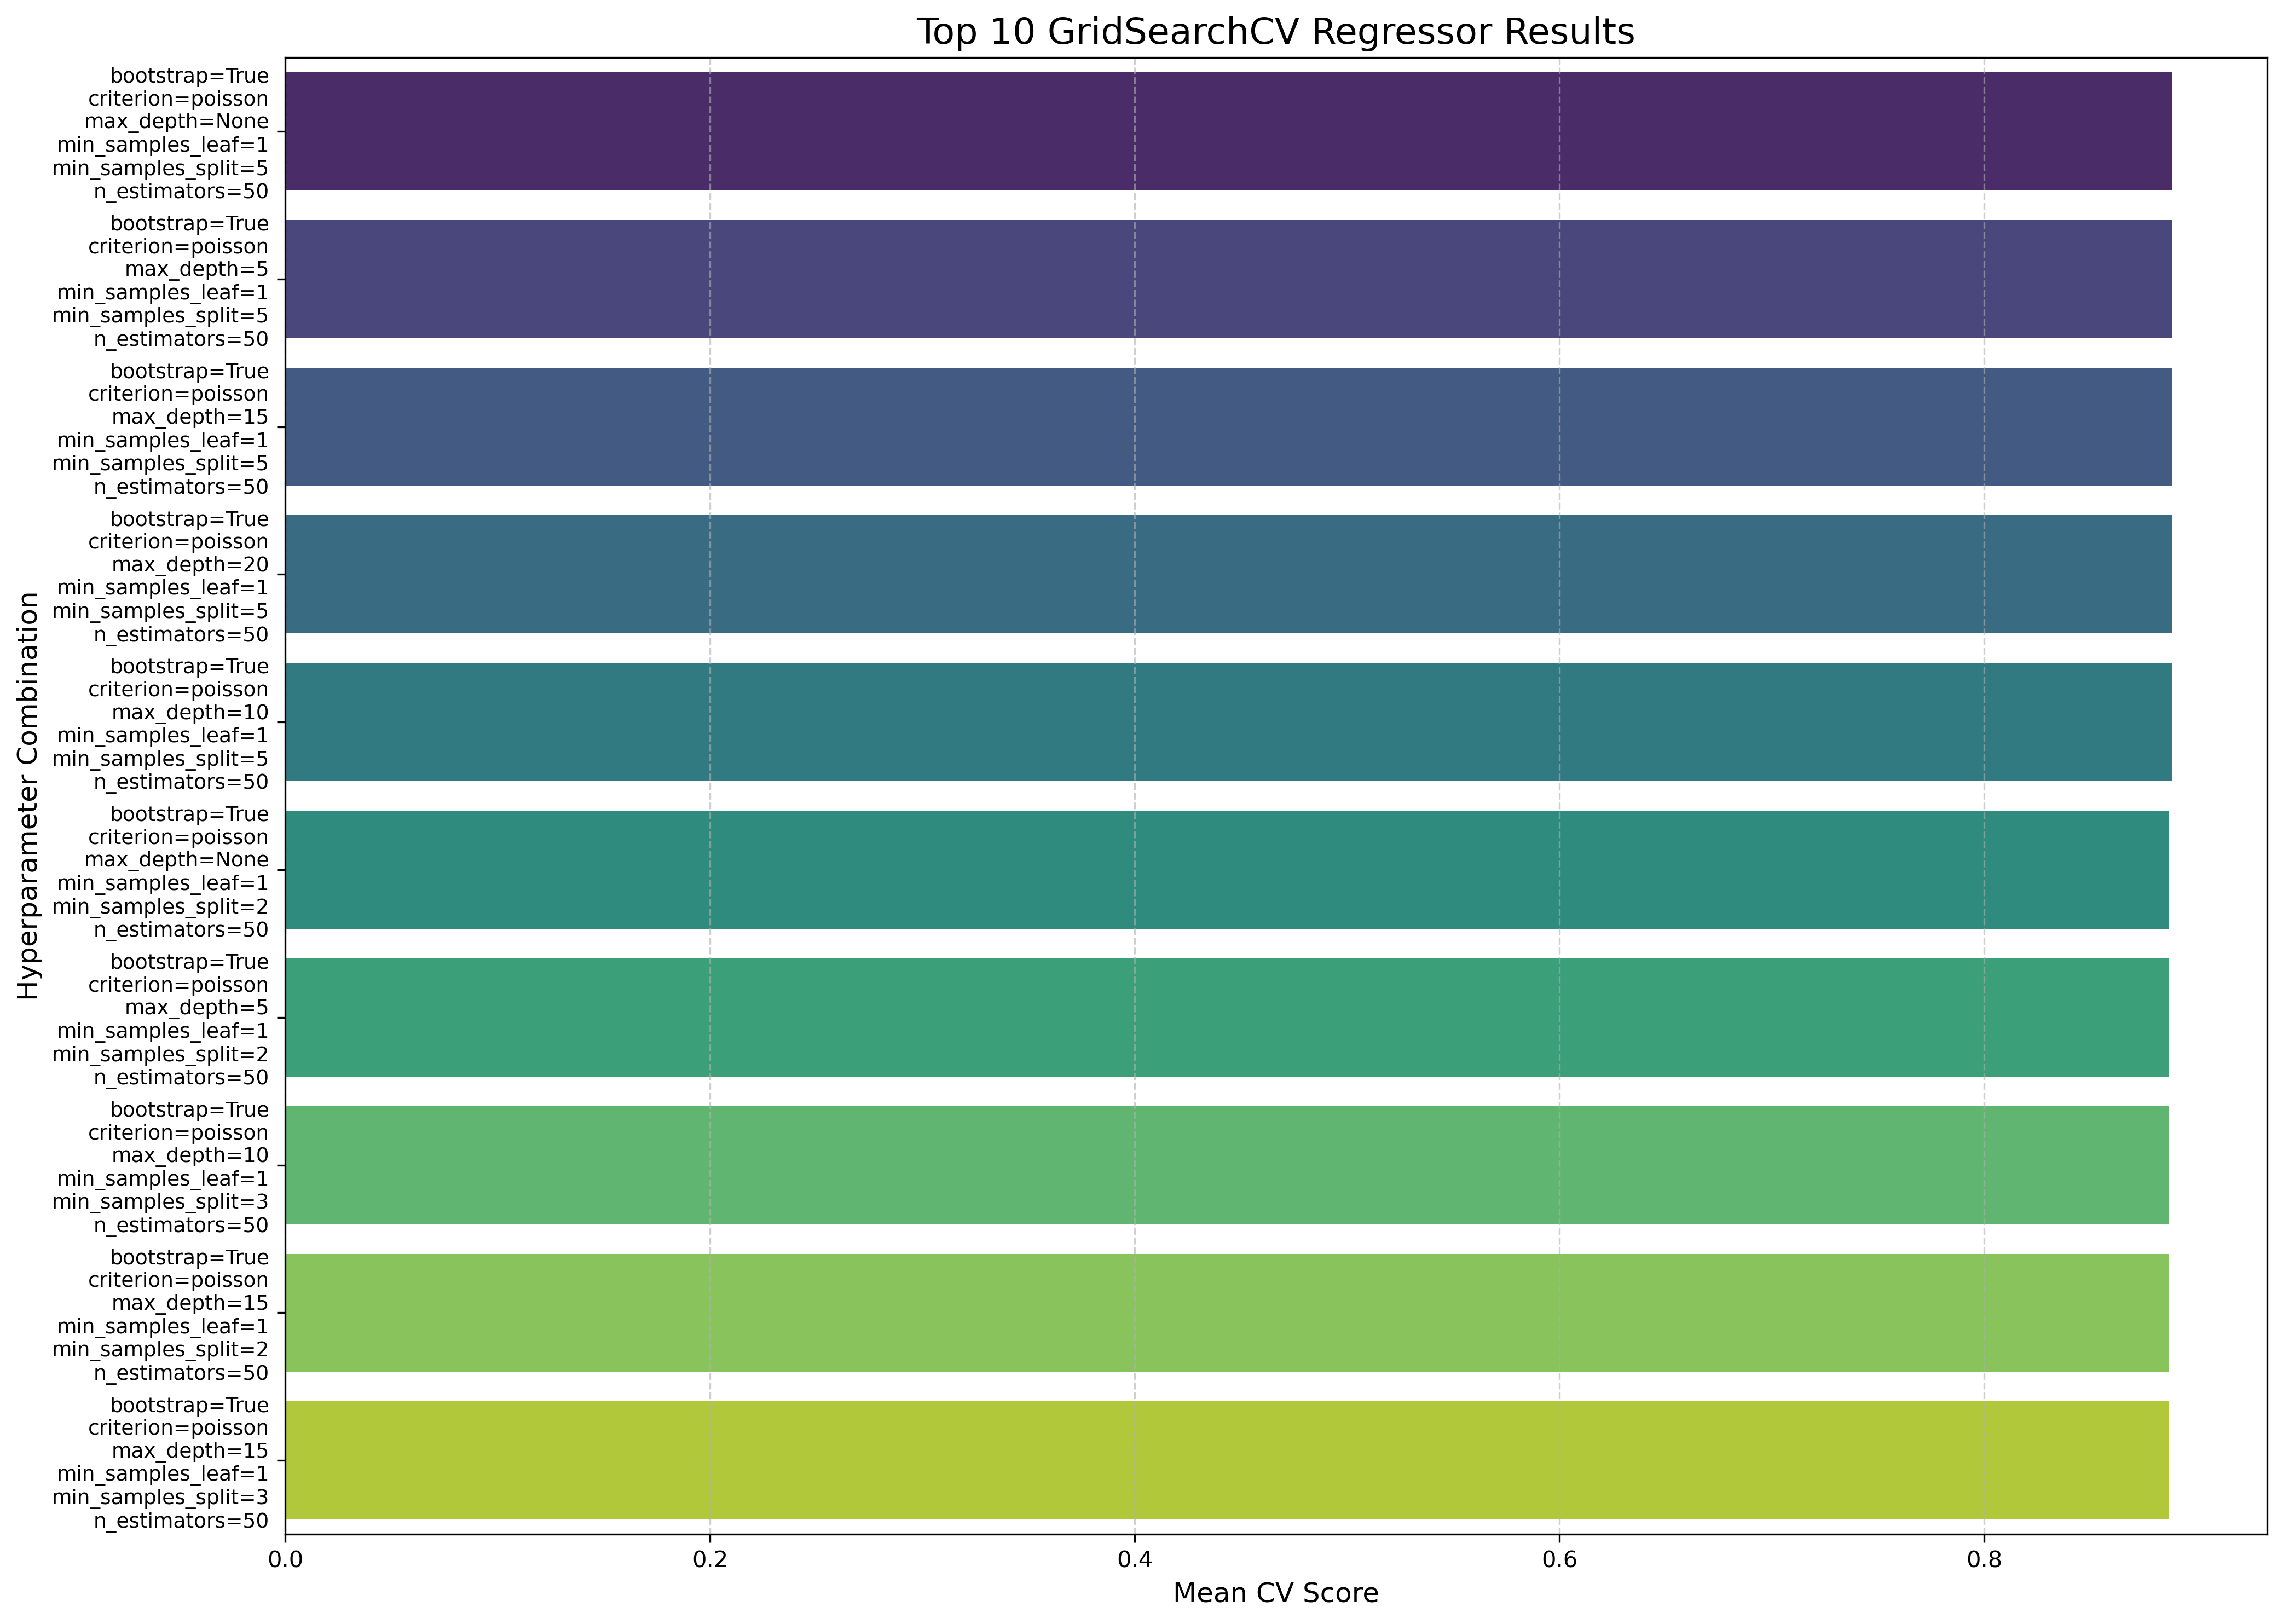 Top 10 GridSearchCV Regressor Results
Hyperparameter Combination
bootstrap=True
criterion=poisson
max_depth=None
min_samples_leaf=1
min_samples_split=5
n_estimators=50
bootstrap=True
criterion=poisson
max_depth=5
min_samples_leaf=1
min_samples_split=5
n_estimators=50
bootstrap=True
criterion=poisson
max_depth=15
min_samples_leaf=1
min_samples_split=5
n_estimators=50
bootstrap=True
criterion=poisson
max_depth=20
min_samples_leaf=1
min_samples_split=5
n_estimators=50
bootstrap=True
criterion=poisson
max_depth=10
min_samples_leaf=1
min_samples_split=5
n_estimators=50
bootstrap=True
criterion=poisson
max_depth=None
min_samples_leaf=1
min_samples_split=2
n_estimators=50
bootstrap=True
criterion=poisson
max_depth=5
min_samples_leaf=1
min_samples_split=2
n_estimators=50
bootstrap=True
criterion=poisson
max_depth=10
min_samples_leaf=1
min_samples_split=3
n_estimators=50
bootstrap=True
criterion=poisson
max_depth=15
min_samples_leaf=1
min_samples_split=2
n_estimators=50
bootstrap=True
criterion=poisson
max_depth=15
min_samples_leaf=1
min_samples_split=3
n_estimators=50
0.0 0.2 0.4 0.6 0.8
Mean CV Score